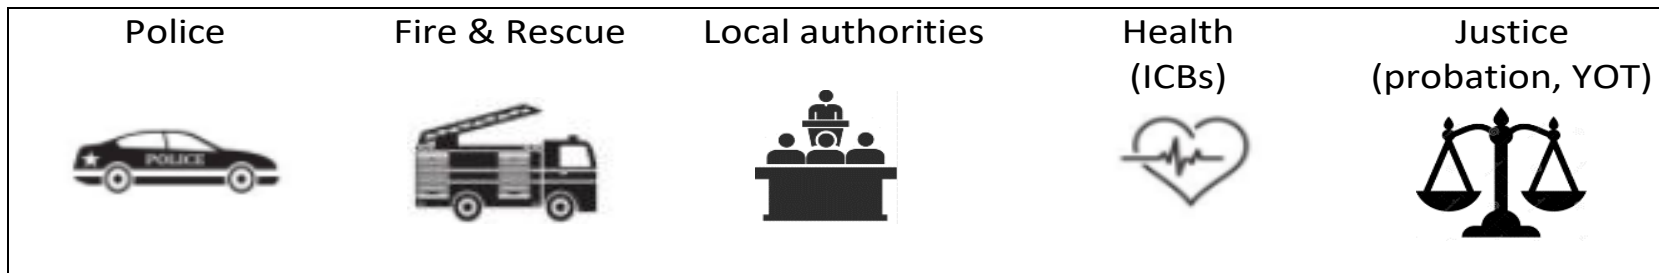 Police
Fire & Rescue
Local authorities
Health
(ICBs)
Justice
(probation, YOT)
POLICE